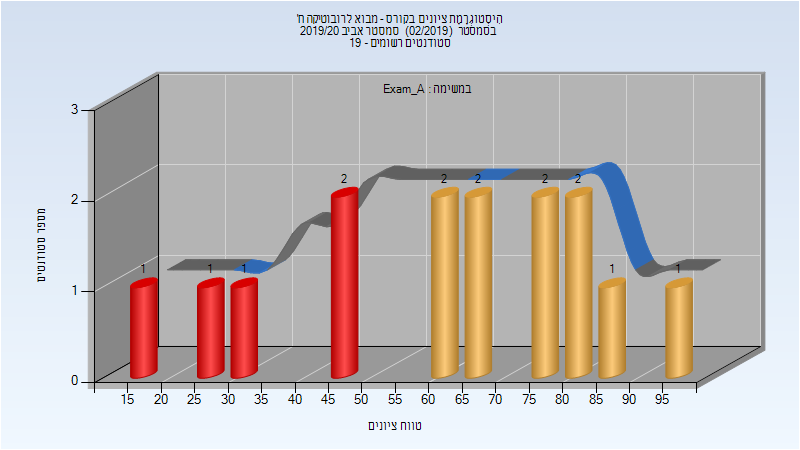 היסטוגרמת ציונים בקורס - מבוא לרובוטיקה ח'
בסמסטר (02/2019) סמסטר אביב 2019/20
סטודנטים רשומים - 19
במשימה : Exam_A
מספר סטודנטים
3
2
1
0
1
1
1
2
2
2
2
2
1
1
15 20 25 30 35 40 45 50 55 60 65 70 75 80 85 90 95
טווח ציונים